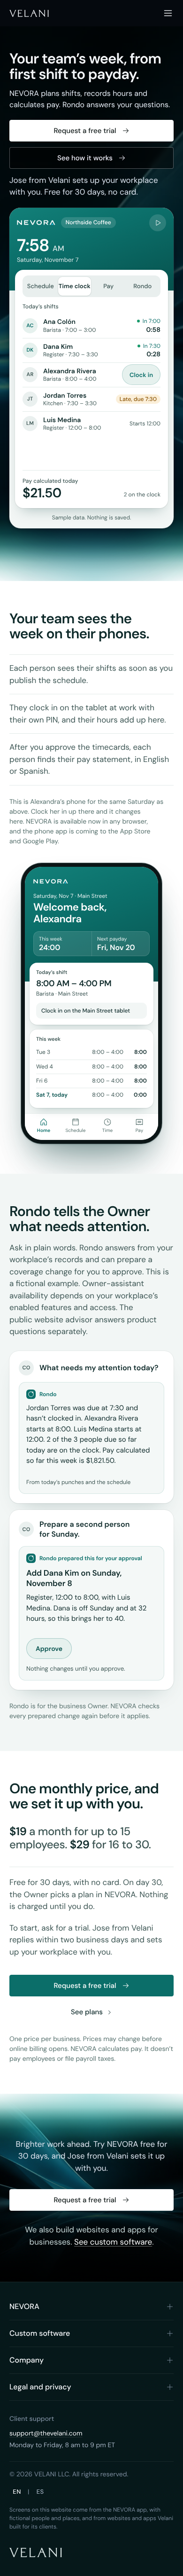 VELANI
Your team’s week, from
first shift to payday.
NEVORA plans shifts, records hours and
calculates pay. Rondo answers your questions.
Request a free trial →
See how it works →
Jose from Velani sets up your workplace
with you. Free for 30 days, no card.
NEVORA Northside Coffee
7:58 AM
Saturday, November 7
Schedule Time clock Pay Rondo
Today’s shifts
AC Ana Colón In 7:00
Barista · 7:00 – 3:00 0:58
DK Dana Kim In 7:30
Register · 7:30 – 3:30 0:28
AR Alexandra Rivera Clock in
Barista · 8:00 – 4:00
JT Jordan Torres Late, due 7:30
Kitchen · 7:30 – 3:30
LM Luis Medina Starts 12:00
Register · 12:00 – 8:00
Pay calculated today
$21.50 2 on the clock
Sample data. Nothing is saved.
Your team sees the
week on their phones.
Each person sees their shifts as soon as you
publish the schedule.
They clock in on the tablet at work with
their own PIN, and their hours add up here.
After you approve the timecards, each
person finds their pay statement, in English
or Spanish.
This is Alexandra’s phone for the same Saturday as
above. Clock her in up there and it changes
here. NEVORA is available now in any browser,
and the phone app is coming to the App Store
and Google Play.
NEVORA
Saturday, Nov 7 · Main Street
Welcome back,
Alexandra
This week Next payday
24:00 Fri, Nov 20
Today’s shift
8:00 AM – 4:00 PM
Barista · Main Street
Clock in on the Main Street tablet
This week
Tue 3 8:00 – 4:00 8:00
Wed 4 8:00 – 4:00 8:00
Fri 6 8:00 – 4:00 8:00
Sat 7, today 8:00 – 4:00 0:00
Home Schedule Time Pay
Rondo tells the Owner
what needs attention.
Ask in plain words. Rondo answers from your
workplace’s records and can prepare a
coverage change for you to approve. This is
a fictional example. Owner-assistant
availability depends on your workplace’s
enabled features and access. The
public website advisor answers product
questions separately.
CO What needs my attention today?
Rondo
Jordan Torres was due at 7:30 and
hasn’t clocked in. Alexandra Rivera
starts at 8:00. Luis Medina starts at
12:00. 2 of the 3 people due so far
today are on the clock. Pay calculated
so far this week is $1,821.50.
From today’s punches and the schedule
CO Prepare a second person
for Sunday.
Rondo prepared this for your approval
Add Dana Kim on Sunday,
November 8
Register, 12:00 to 8:00, with Luis
Medina. Dana is off Sunday and at 32
hours, so this brings her to 40.
Approve
Nothing changes until you approve.
Rondo is for the business Owner. NEVORA checks
every prepared change again before it applies.
One monthly price, and
we set it up with you.
$19 a month for up to 15
employees. $29 for 16 to 30.
Free for 30 days, with no card. On day 30,
the Owner picks a plan in NEVORA. Nothing
is charged until you do.
To start, ask for a trial. Jose from Velani
replies within two business days and sets
up your workplace with you.
Request a free trial →
See plans >
One price per business. Prices may change before
online billing opens. NEVORA calculates pay. It doesn’t
pay employees or file payroll taxes.
Brighter work ahead. Try NEVORA free for
30 days, and Jose from Velani sets it up
with you.
Request a free trial →
We also build websites and apps for
businesses. See custom software.
NEVORA +
Custom software +
Company +
Legal and privacy +
Client support
support@thevelani.com
Monday to Friday, 8 am to 9 pm ET
© 2026 VELANI LLC. All rights reserved.
EN | ES
Screens on this website come from the NEVORA app, with
fictional people and places, and from websites and apps Velani
built for its clients.
VELANI